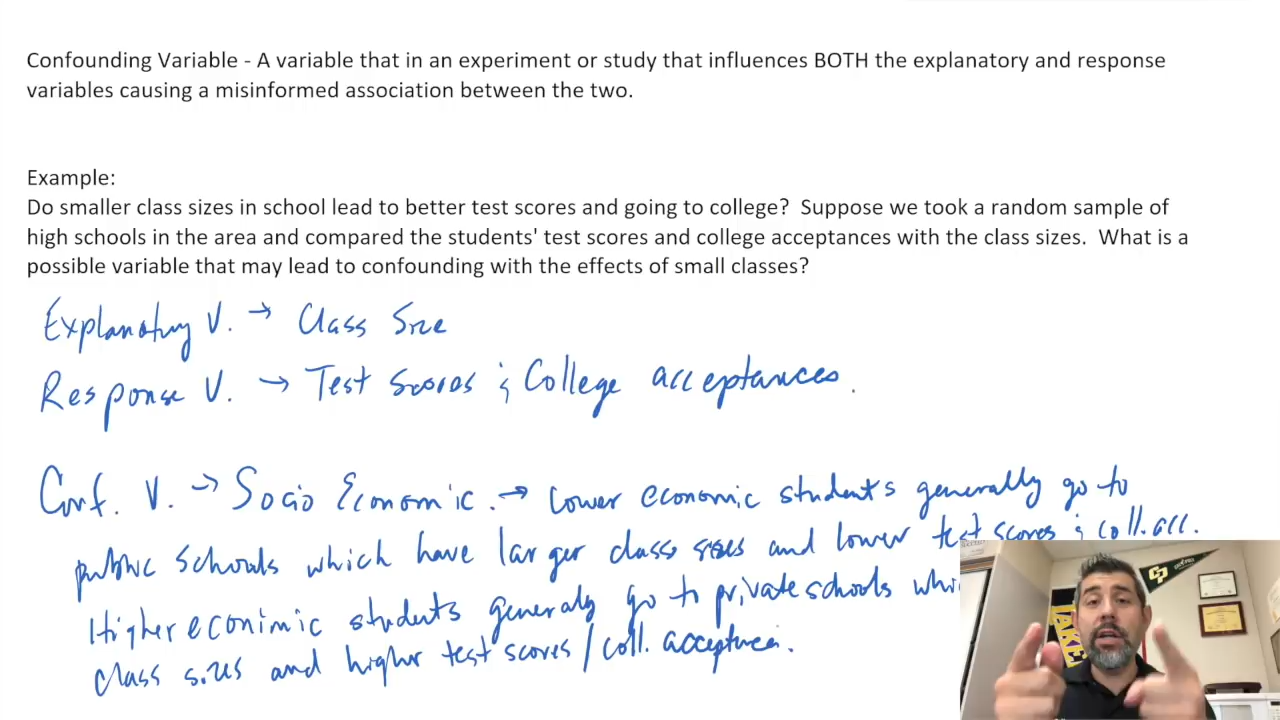 Confounding Variable - A variable that in an experiment or study that influences BOTH the explanatory and response
variables causing a misinformed association between the two.
Example:
Do smaller class sizes in school lead to better test scores and going to college? Suppose we took a random sample of
high schools in the area and compared the students' test scores and college acceptances with the class sizes. What is a
possible variable that may lead to confounding with the effects of small classes?
Explanatory V. → Class Size
Response V. → Test Scores & College acceptances.
Conf. V. → Socio Economic. → Lower economic students generally go to
public schools which have larger class sizes and lower test scores & coll. acc.
Higher econimic students generaly go to private schools
class sizes and higher test scores / coll. acceptances.
CP
LAKE